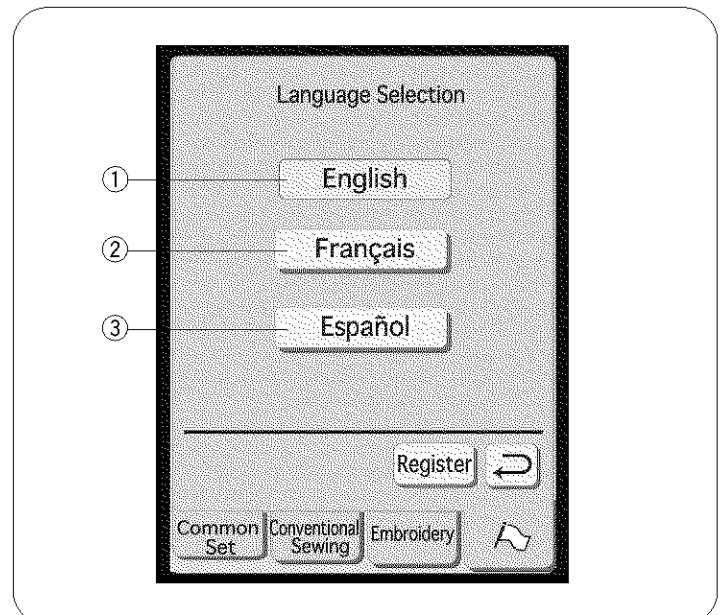 Language Selection
① English
② Français
③ Español
Register
Common Set
Conventional Sewing
Embroidery